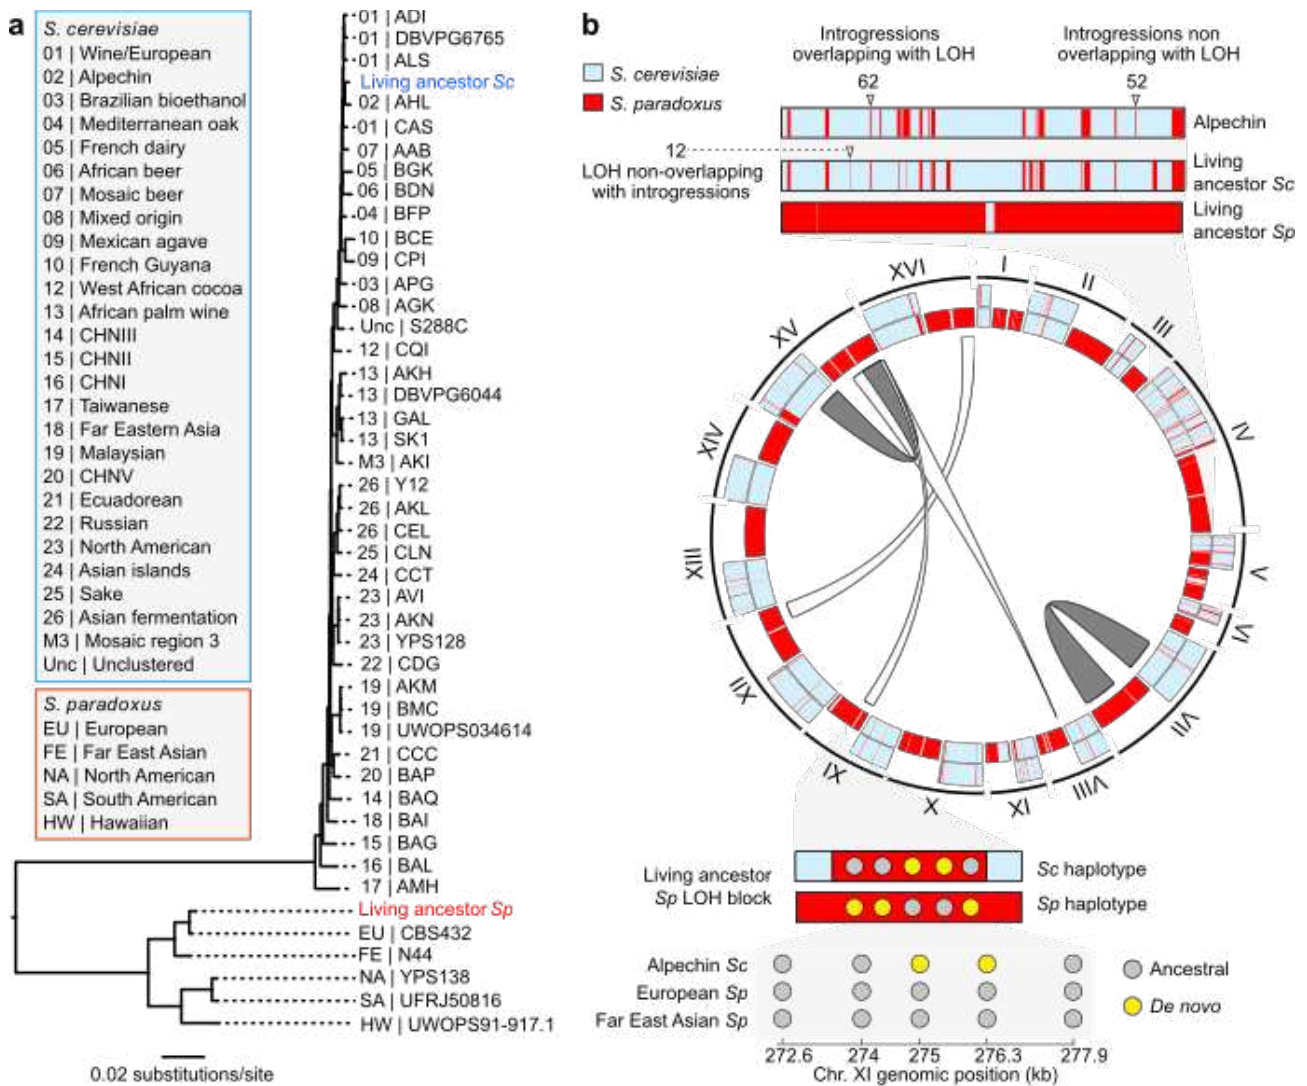 a
S. cerevisiae
01 | Wine/European
02 | Alpechin
03 | Brazilian bioethanol
04 | Mediterranean oak
05 | French dairy
06 | African beer
07 | Mosaic beer
08 | Mixed origin
09 | Mexican agave
10 | French Guyana
12 | West African cocoa
13 | African palm wine
14 | CHNIII
15 | CHNII
16 | CHNI
17 | Taiwanese
18 | Far Eastern Asia
19 | Malaysian
20 | CHNV
21 | Ecuadorean
22 | Russian
23 | North American
24 | Asian islands
25 | Sake
26 | Asian fermentation
M3 | Mosaic region 3
Unc | Unclustered
S. paradoxus
EU | European
FE | Far East Asian
NA | North American
SA | South American
HW | Hawaiian
01 | ADI
01 | DBVPG6765
01 | ALS
Living ancestor Sc
02 | AHL
01 | CAS
07 | AAB
05 | BGK
06 | BDN
04 | BFP
10 | BCE
09 | CPI
03 | APG
08 | AGK
Unc | S288C
12 | CQI
13 | AKH
13 | DBVPG6044
13 | GAL
13 | SK1
M3 | AKI
26 | Y12
26 | AKL
26 | CEL
25 | CLN
24 | CCT
23 | AVI
23 | AKN
23 | YPS128
22 | CDG
19 | AKM
19 | BMC
19 | UWOPS034614
21 | CCC
20 | BAP
14 | BAQ
18 | BAI
15 | BAG
16 | BAL
17 | AMH
Living ancestor Sp
EU | CBS432
FE | N44
NA | YPS138
SA | UFRJ50816
HW | UWOPS91-917.1
0.02 substitutions/site
b
S. cerevisiae
S. paradoxus
Introgressions
overlapping with LOH
62
Introgressions non
overlapping with LOH
52
Alpechin
12
LOH non-overlapping
with introgressions
Living
ancestor Sc
Living
ancestor Sp
I
II
III
IV
V
VI
VII
VIII
IX
X
XI
XII
XIII
XIV
XV
XVI
Living ancestor
Sp LOH block
Sc haplotype
Sp haplotype
Alpechin Sc
European Sp
Far East Asian Sp
Ancestral
De novo
272.6 274 275 276.3 277.9
Chr. XI genomic position (kb)